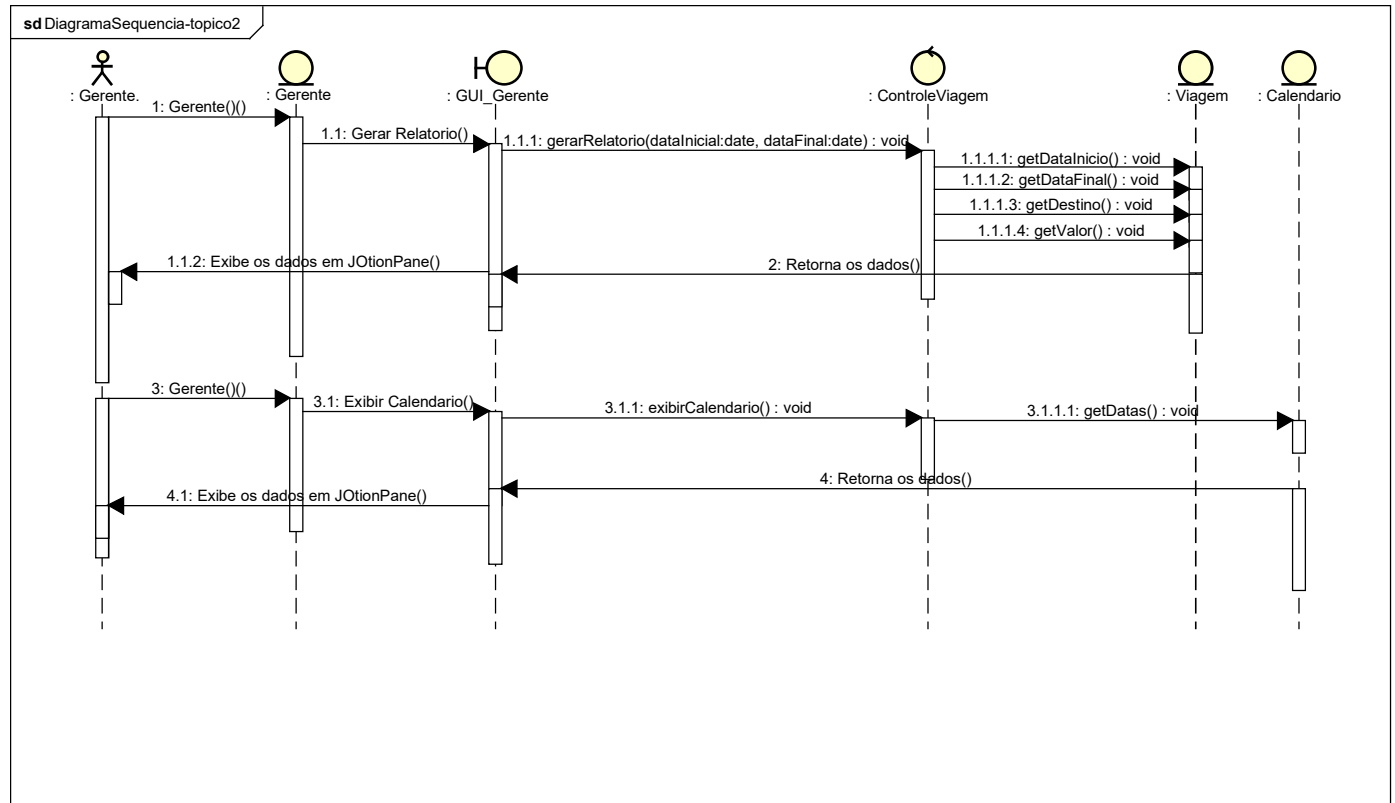 sd DiagramaSequencia-topico2
: Gerente.
: Gerente
: GUI_Gerente
: ControleViagem
: Viagem
: Calendario
1: Gerente()()
1.1: Gerar Relatorio()
1.1.1: gerarRelatorio(dataInicial:date, dataFinal:date) : void
1.1.1.1: getDataInicio() : void
1.1.1.2: getDataFinal() : void
1.1.1.3: getDestino() : void
1.1.1.4: getValor() : void
1.1.2: Exibe os dados em JOtionPane()
2: Retorna os dados()
3: Gerente()()
3.1: Exibir Calendario()
3.1.1: exibirCalendario() : void
3.1.1.1: getDatas() : void
4: Retorna os dados()
4.1: Exibe os dados em JOtionPane()